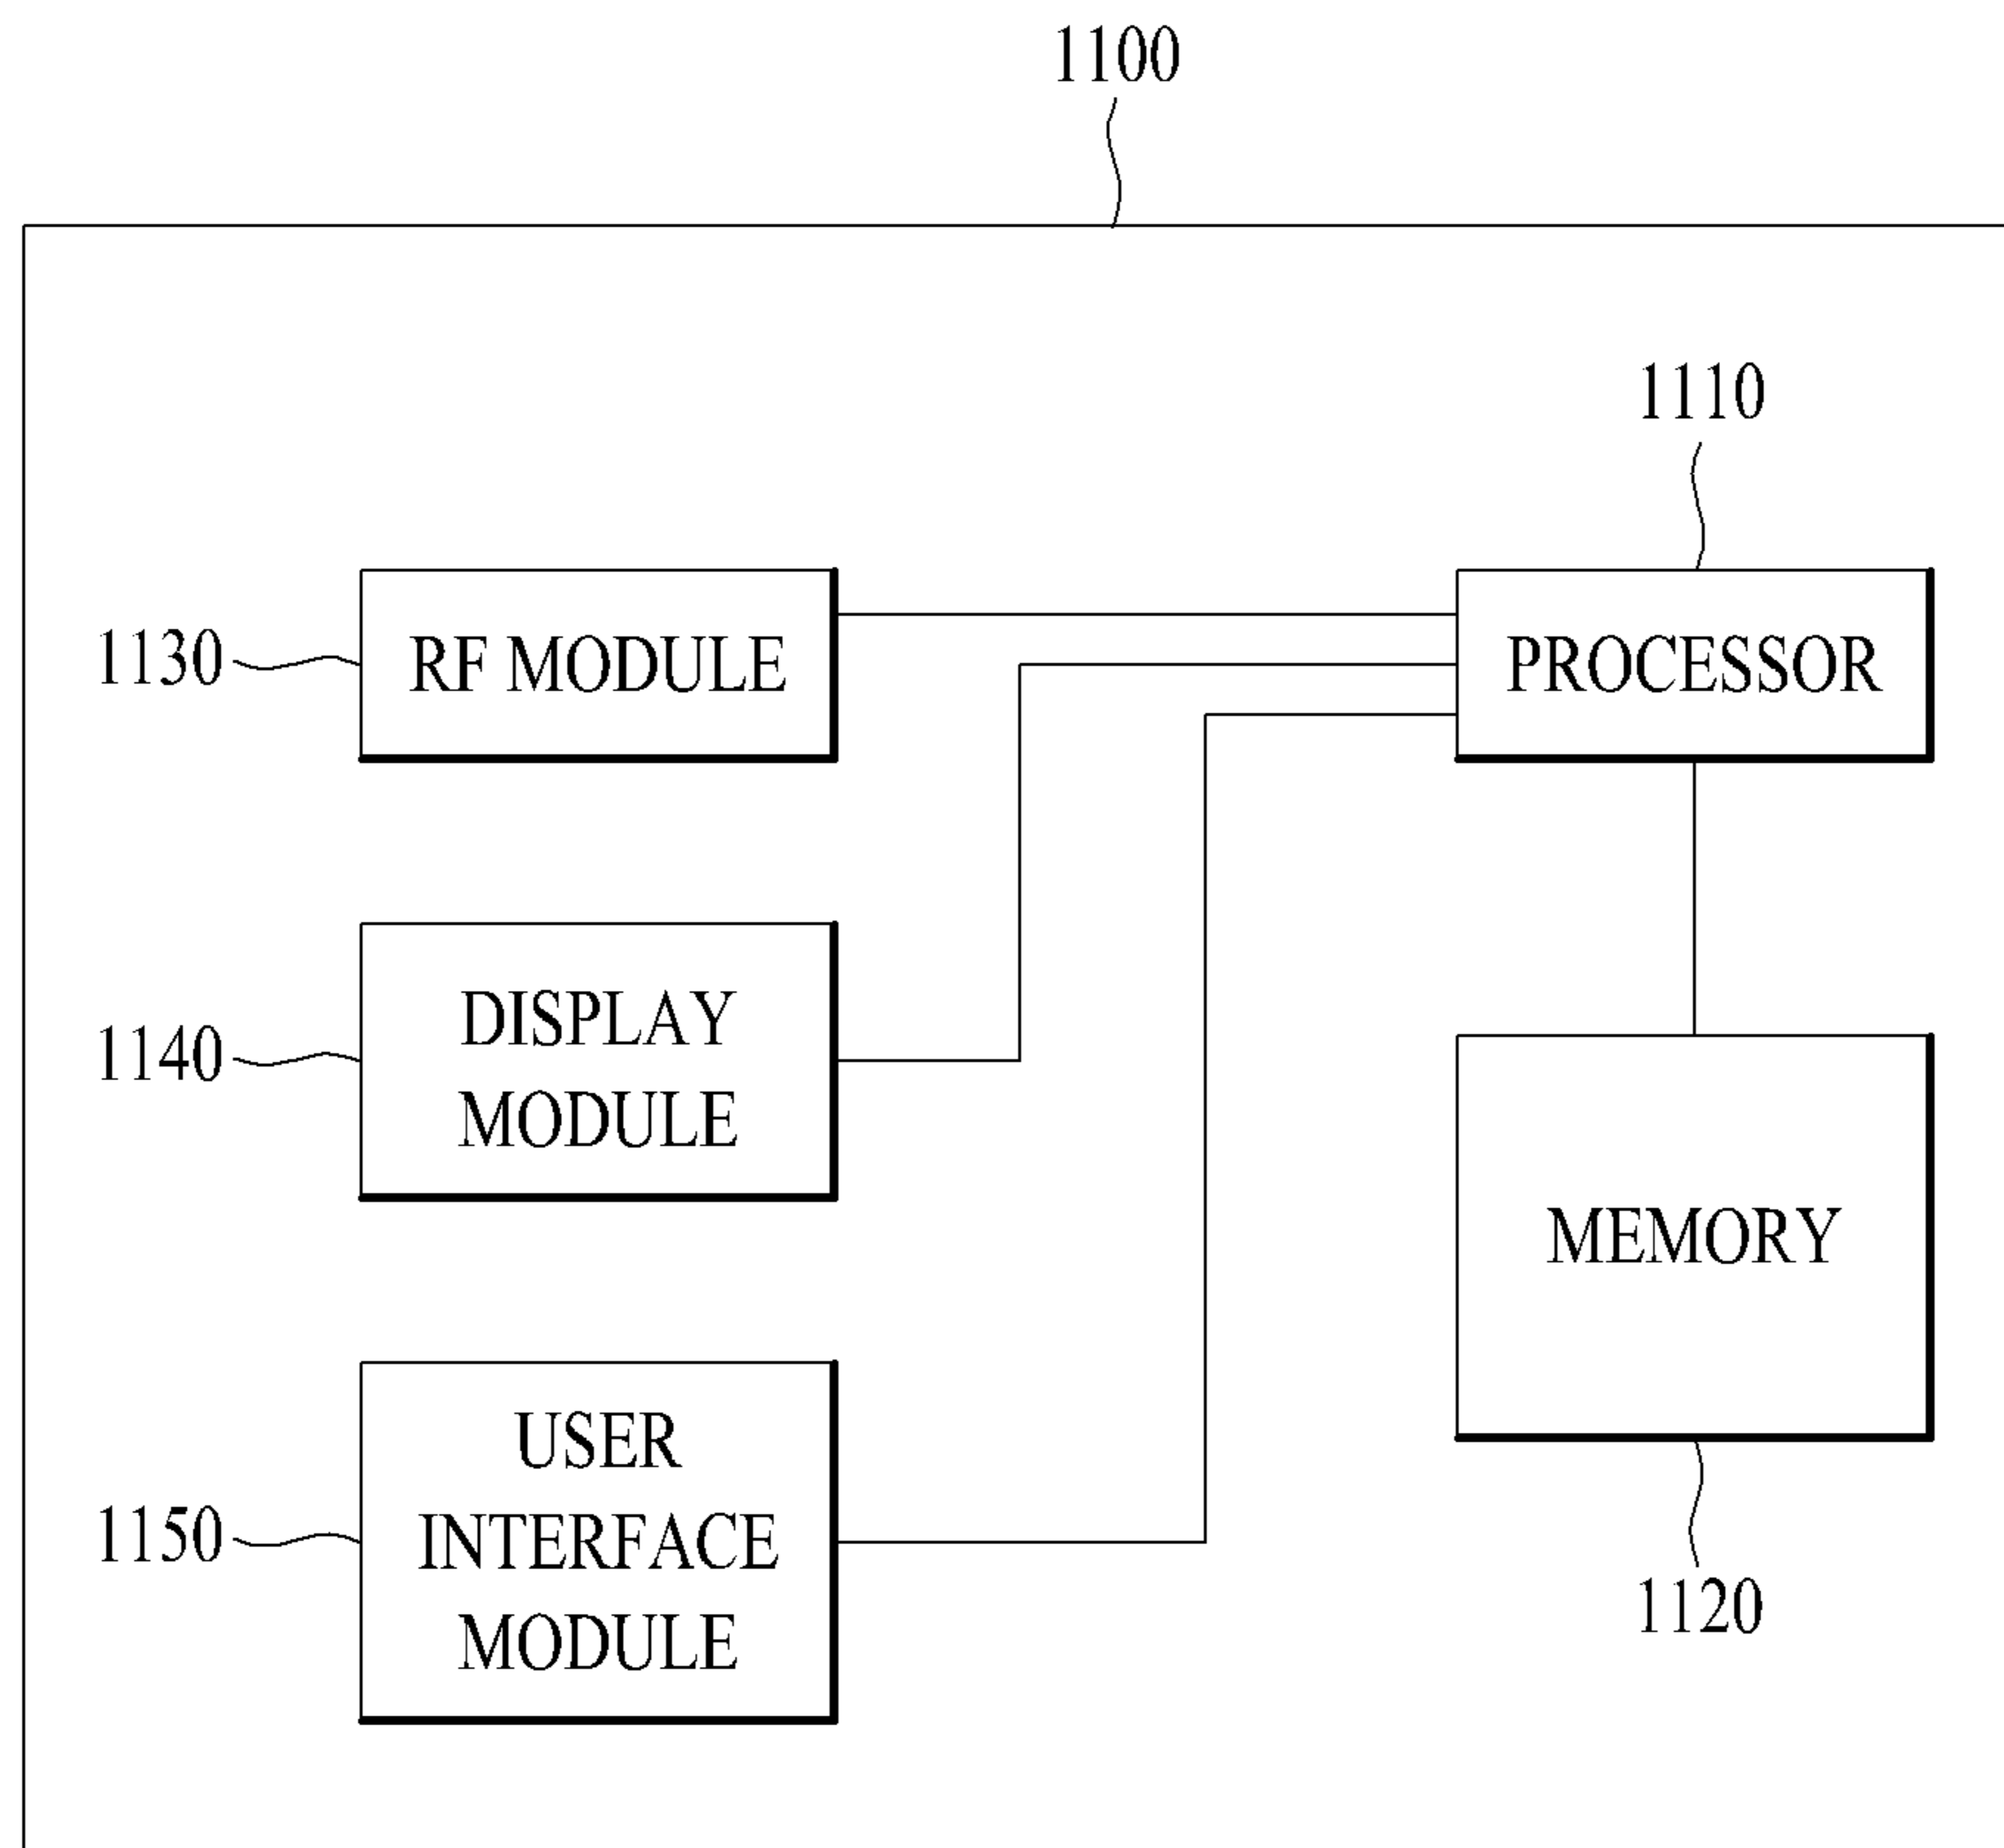 1100
1110
1130
RF MODULE
PROCESSOR
1140
DISPLAY
MODULE
MEMORY
1150
USER
INTERFACE
MODULE
1120